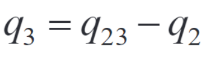 q₃ = q₂₃ − q₂